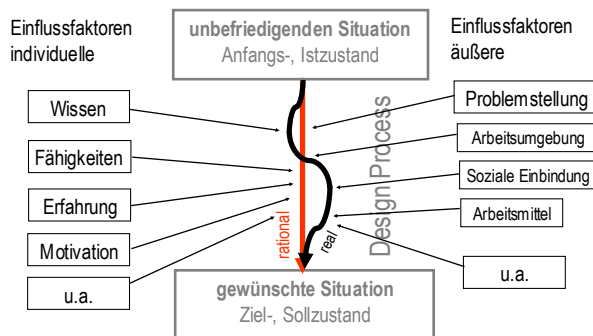 Einflussfaktoren
individuelle
unbefriedigenden Situation
Anfangs-, Istzustand
Einflussfaktoren
äußere
Wissen
Fähigkeiten
Erfahrung
Motivation
u.a.
rational
real
Design Process
Problemstellung
Arbeitsumgebung
Soziale Einbindung
Arbeitsmittel
u.a.
gewünschte Situation
Ziel-, Sollzustand